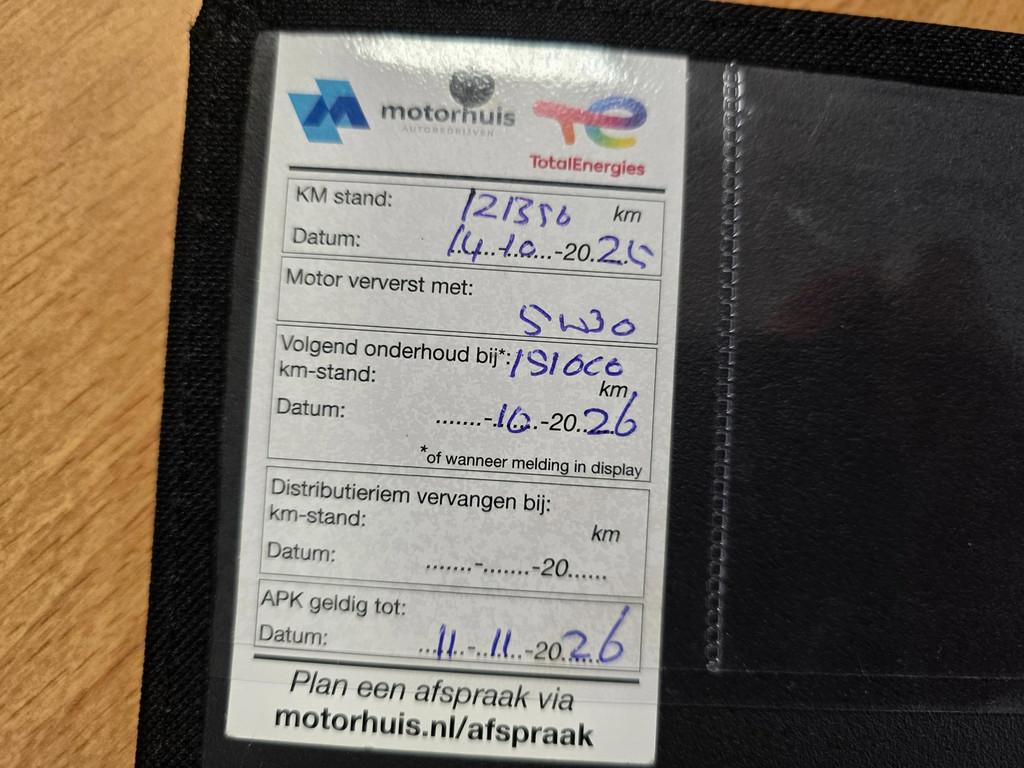 motorhuis
AUTOBEDRIJVEN
TotalEnergies
KM stand: 121356 km
Datum: 14-10-2025
Motor ververst met:
5W30
Volgend onderhoud bij*: 151000
km-stand: km
Datum: .......-10-2026
*of wanneer melding in display
Distributieriem vervangen bij:
km-stand: km
Datum: .......-.......-20......
APK geldig tot:
Datum: 11-11-2026
Plan een afspraak via
motorhuis.nl/afspraak